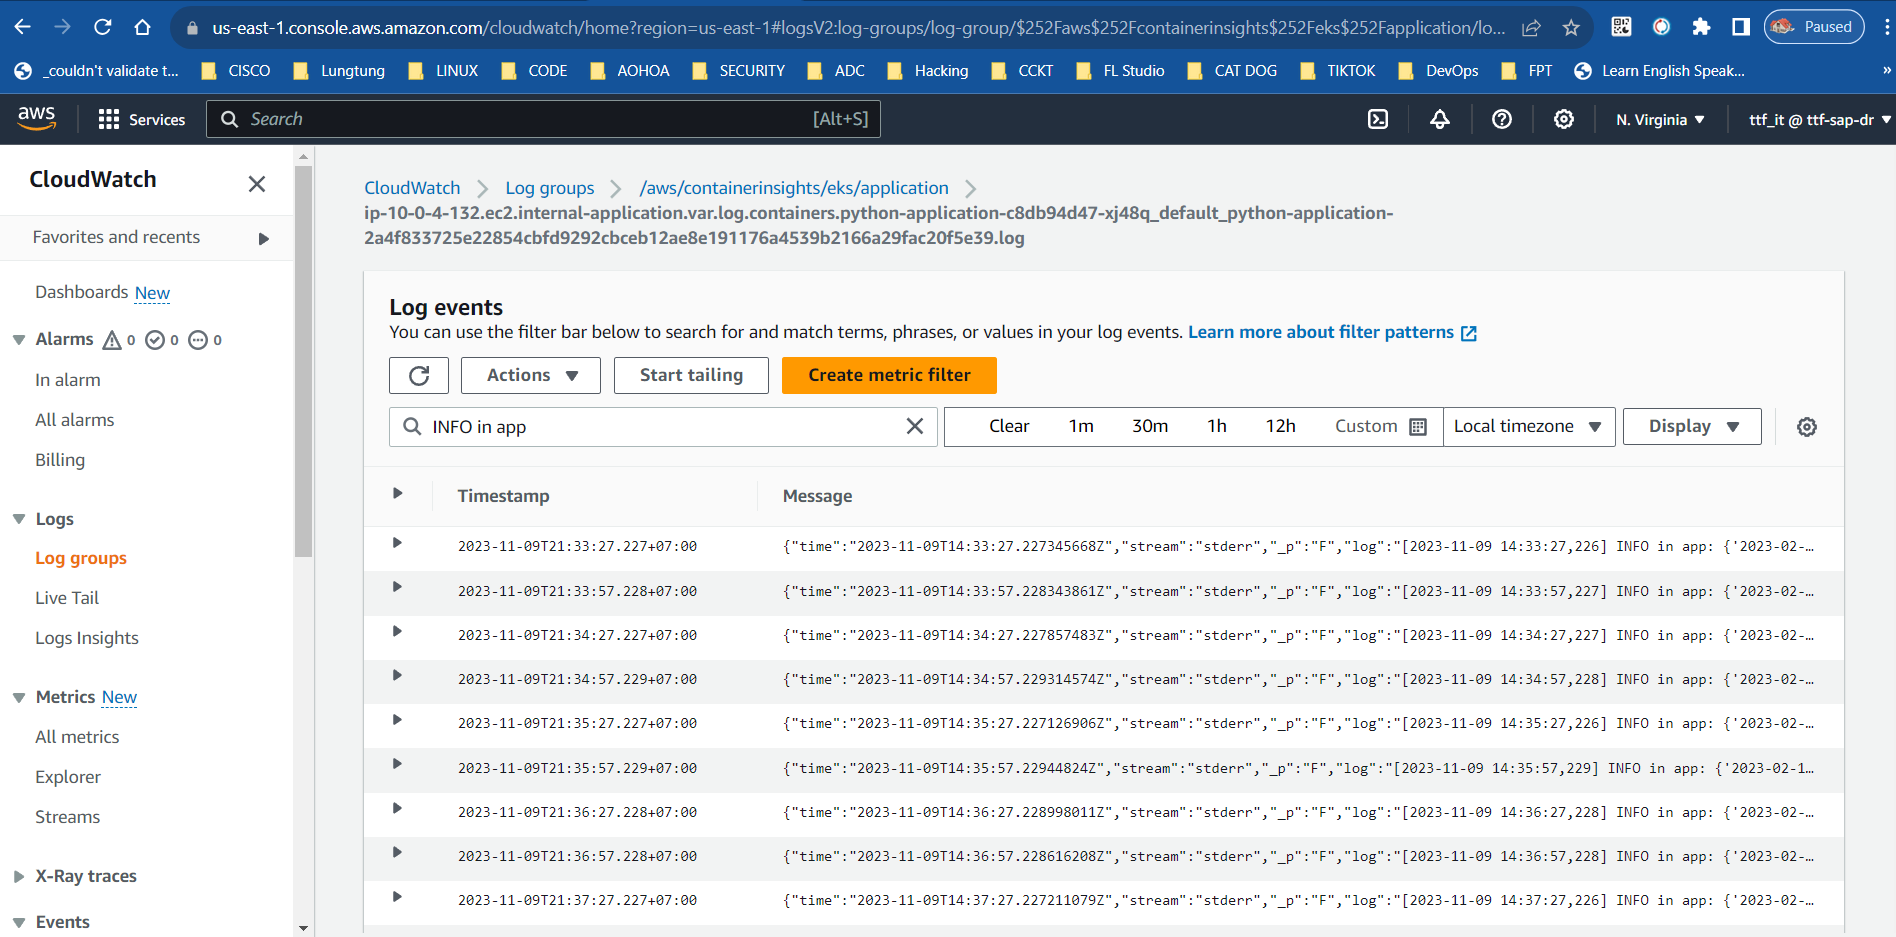 us-east-1.console.aws.amazon.com/cloudwatch/home?region=us-east-1#logsV2:log-groups/log-group/$252Faws$252Fcontainerinsights$252Feks$252Fapplication/lo...
Paused
_couldn't validate t...
CISCO
Lungtung
LINUX
CODE
AOHOA
SECURITY
ADC
Hacking
CCKT
FL Studio
CAT DOG
TIKTOK
DevOps
FPT
Learn English Speak...
»
aws
Services
Search
[Alt+S]
N. Virginia
ttf_it @ ttf-sap-dr
CloudWatch
Favorites and recents
Dashboards New
Alarms 0 0 0
In alarm
All alarms
Billing
Logs
Log groups
Live Tail
Logs Insights
Metrics New
All metrics
Explorer
Streams
X-Ray traces
Events
CloudWatch
Log groups
/aws/containerinsights/eks/application
ip-10-0-4-132.ec2.internal-application.var.log.containers.python-application-c8db94d47-xj48q_default_python-application-
2a4f833725e22854cbfd9292cbceb12ae8e191176a4539b2166a29fac20f5e39.log
Log events
You can use the filter bar below to search for and match terms, phrases, or values in your log events. Learn more about filter patterns
Actions
Start tailing
Create metric filter
INFO in app
Clear
1m
30m
1h
12h
Custom
Local timezone
Display
Timestamp
Message
2023-11-09T21:33:27.227+07:00 {"time":"2023-11-09T14:33:27.227345668Z","stream":"stderr","_p":"F","log":"[2023-11-09 14:33:27,226] INFO in app: {'2023-02-...
2023-11-09T21:33:57.228+07:00 {"time":"2023-11-09T14:33:57.228343861Z","stream":"stderr","_p":"F","log":"[2023-11-09 14:33:57,227] INFO in app: {'2023-02-...
2023-11-09T21:34:27.227+07:00 {"time":"2023-11-09T14:34:27.227857483Z","stream":"stderr","_p":"F","log":"[2023-11-09 14:34:27,227] INFO in app: {'2023-02-...
2023-11-09T21:34:57.229+07:00 {"time":"2023-11-09T14:34:57.229314574Z","stream":"stderr","_p":"F","log":"[2023-11-09 14:34:57,228] INFO in app: {'2023-02-...
2023-11-09T21:35:27.227+07:00 {"time":"2023-11-09T14:35:27.227126906Z","stream":"stderr","_p":"F","log":"[2023-11-09 14:35:27,226] INFO in app: {'2023-02-...
2023-11-09T21:35:57.229+07:00 {"time":"2023-11-09T14:35:57.22944824Z","stream":"stderr","_p":"F","log":"[2023-11-09 14:35:57,229] INFO in app: {'2023-02-1...
2023-11-09T21:36:27.228+07:00 {"time":"2023-11-09T14:36:27.228998011Z","stream":"stderr","_p":"F","log":"[2023-11-09 14:36:27,228] INFO in app: {'2023-02-...
2023-11-09T21:36:57.228+07:00 {"time":"2023-11-09T14:36:57.228616208Z","stream":"stderr","_p":"F","log":"[2023-11-09 14:36:57,228] INFO in app: {'2023-02-...
2023-11-09T21:37:27.227+07:00 {"time":"2023-11-09T14:37:27.227211079Z","stream":"stderr","_p":"F","log":"[2023-11-09 14:37:27,226] INFO in app: {'2023-02-...